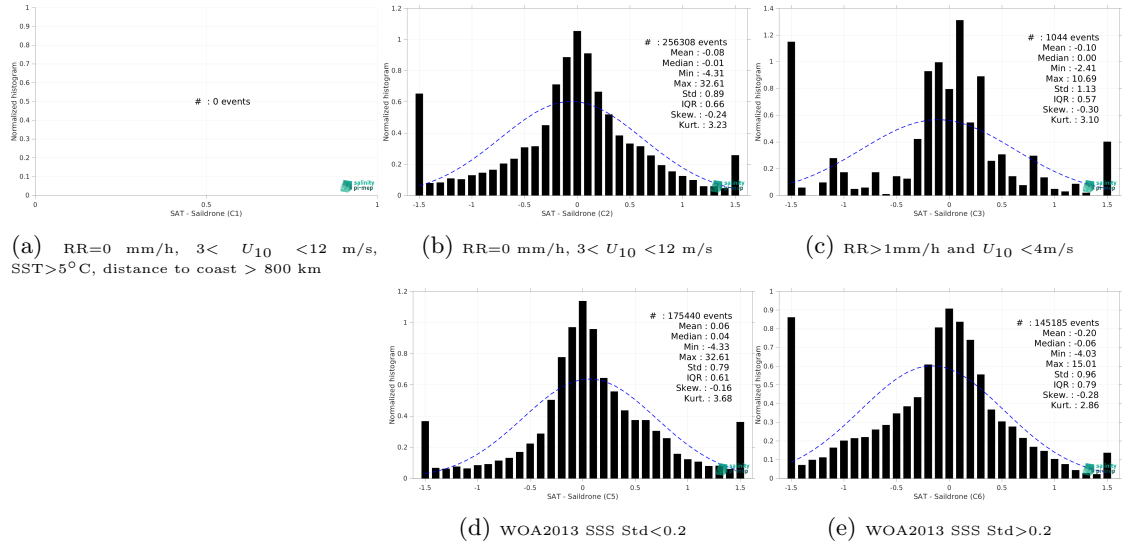 1
0.9
0.8
0.7
0.6
0.5
0.4
0.3
0.2
0.1
0
Normalized histogram
# : 0 events
0 0.5 1
SAT - Saildrone (C1)
salinity
pi-mep
(a) RR=0 mm/h, 3< U10 <12 m/s,
SST>5°C, distance to coast > 800 km
1.2
1
0.8
0.6
0.4
0.2
0
Normalized histogram
# : 256308 events
Mean : -0.08
Median : -0.01
Min : -4.31
Max : 32.61
Std : 0.89
IQR : 0.66
Skew. : -0.24
Kurt. : 3.23
-1.5 -1 -0.5 0 0.5 1 1.5
SAT - Saildrone (C2)
salinity
pi-mep
(b) RR=0 mm/h, 3< U10 <12 m/s
1.4
1.2
1
0.8
0.6
0.4
0.2
0
Normalized histogram
# : 1044 events
Mean : -0.10
Median : 0.00
Min : -2.41
Max : 10.69
Std : 1.13
IQR : 0.57
Skew. : -0.30
Kurt. : 3.10
-1.5 -1 -0.5 0 0.5 1 1.5
SAT - Saildrone (C3)
salinity
pi-mep
(c) RR>1mm/h and U10 <4m/s
1.2
1
0.8
0.6
0.4
0.2
0
Normalized histogram
# : 175440 events
Mean : 0.06
Median : 0.04
Min : -4.33
Max : 32.61
Std : 0.79
IQR : 0.61
Skew. : -0.16
Kurt. : 3.68
-1.5 -1 -0.5 0 0.5 1 1.5
SAT - Saildrone (C5)
salinity
pi-mep
(d) WOA2013 SSS Std<0.2
1
0.9
0.8
0.7
0.6
0.5
0.4
0.3
0.2
0.1
0
Normalized histogram
# : 145185 events
Mean : -0.20
Median : -0.06
Min : -4.03
Max : 15.01
Std : 0.96
IQR : 0.79
Skew. : -0.28
Kurt. : 2.86
-1.5 -1 -0.5 0 0.5 1 1.5
SAT - Saildrone (C6)
salinity
pi-mep
(e) WOA2013 SSS Std>0.2